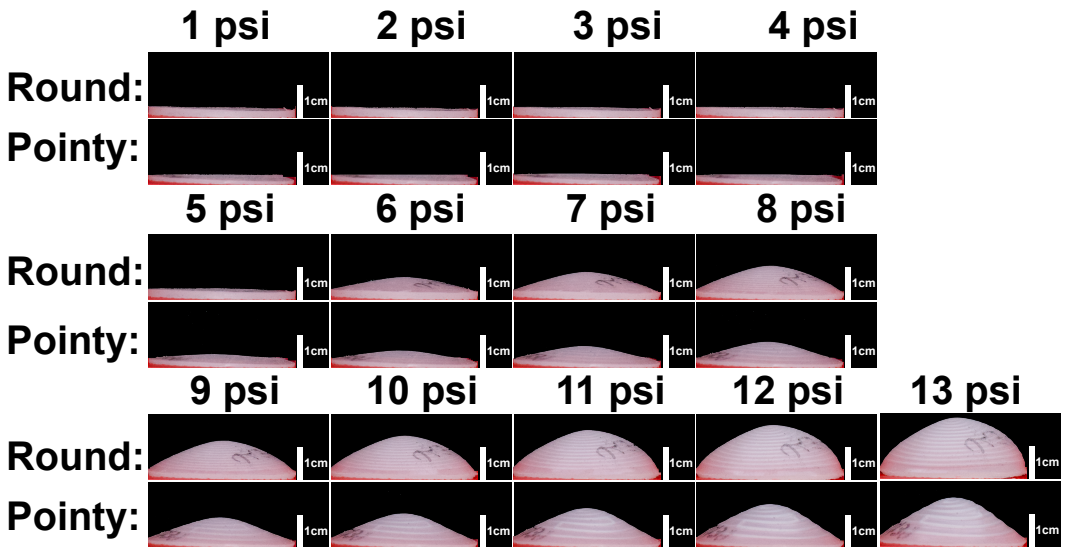 1 psi 2 psi 3 psi 4 psi
Round: 1cm 1cm 1cm 1cm
Pointy: 1cm 1cm 1cm 1cm
5 psi 6 psi 7 psi 8 psi
Round: 1cm 1cm 1cm 1cm
Pointy: 1cm 1cm 1cm 1cm
9 psi 10 psi 11 psi 12 psi 13 psi
Round: 1cm 1cm 1cm 1cm 1cm
Pointy: 1cm 1cm 1cm 1cm 1cm